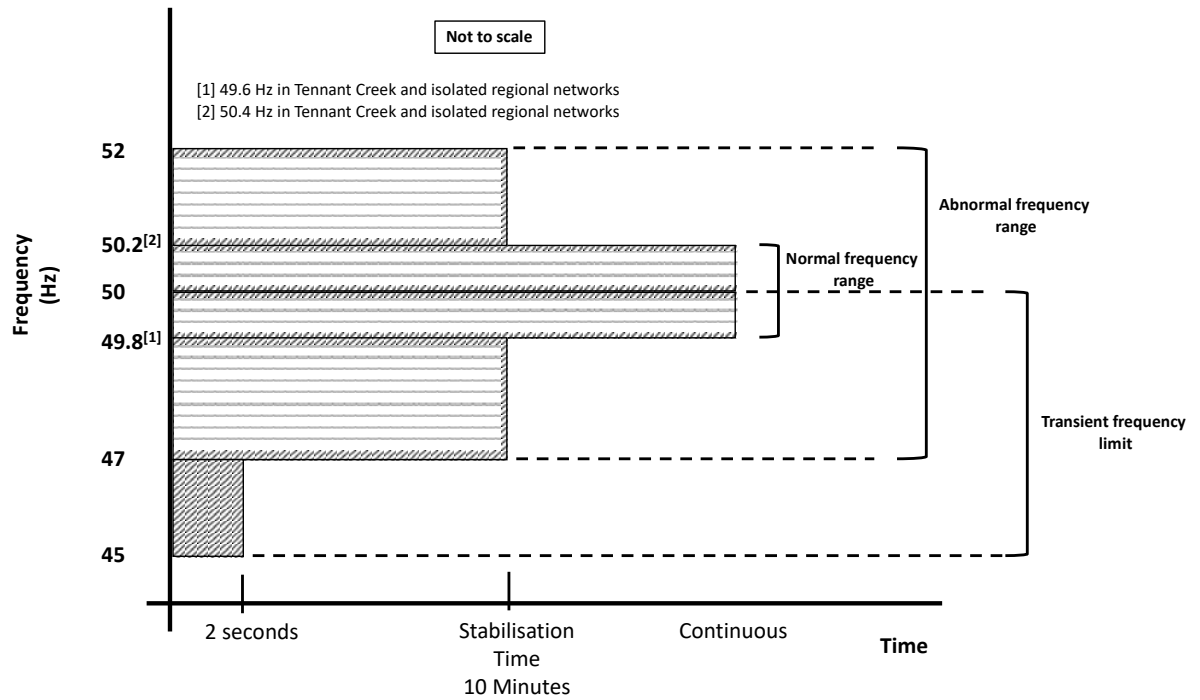 Not to scale
[1] 49.6 Hz in Tennant Creek and isolated regional networks
[2] 50.4 Hz in Tennant Creek and isolated regional networks
52
50.2[2]
50
49.8[1]
47
45
Frequency
(Hz)
Abnormal frequency
range
Normal frequency
range
Transient frequency
limit
2 seconds
Stabilisation
Time
10 Minutes
Continuous
Time